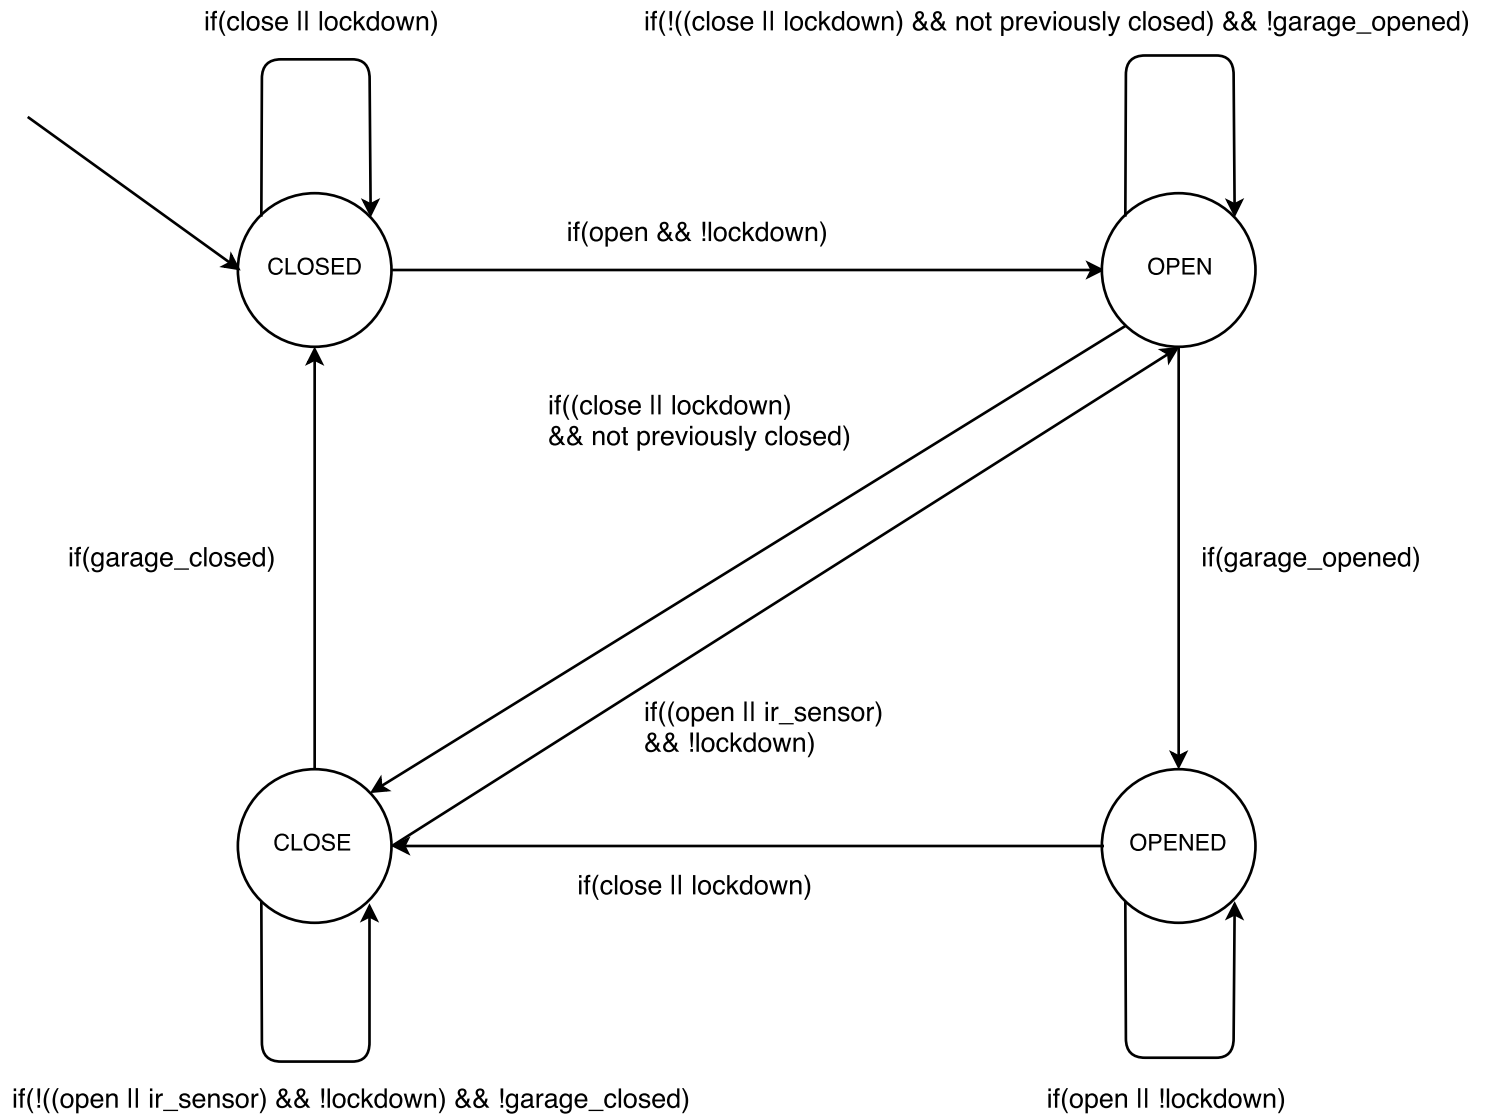 if(close || lockdown)
if(!((close || lockdown) && not previously closed) && !garage_opened)
if(open && !lockdown)
CLOSED
OPEN
if((close || lockdown)
&& not previously closed)
if(garage_closed)
if(garage_opened)
if((open || ir_sensor)
&& !lockdown)
CLOSE
OPENED
if(close || lockdown)
if(!((open || ir_sensor) && !lockdown) && !garage_closed)
if(open || !lockdown)